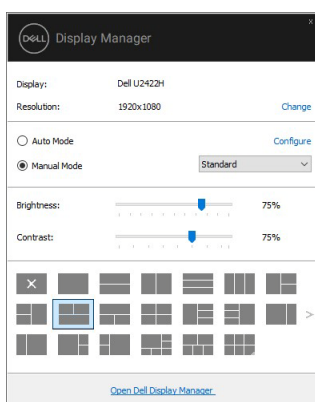 x
DELL Display Manager
Display: Dell U2422H
Resolution: 1920x1080 Change
Auto Mode Configure
Manual Mode Standard
Brightness: 75%
Contrast: 75%
Open Dell Display Manager